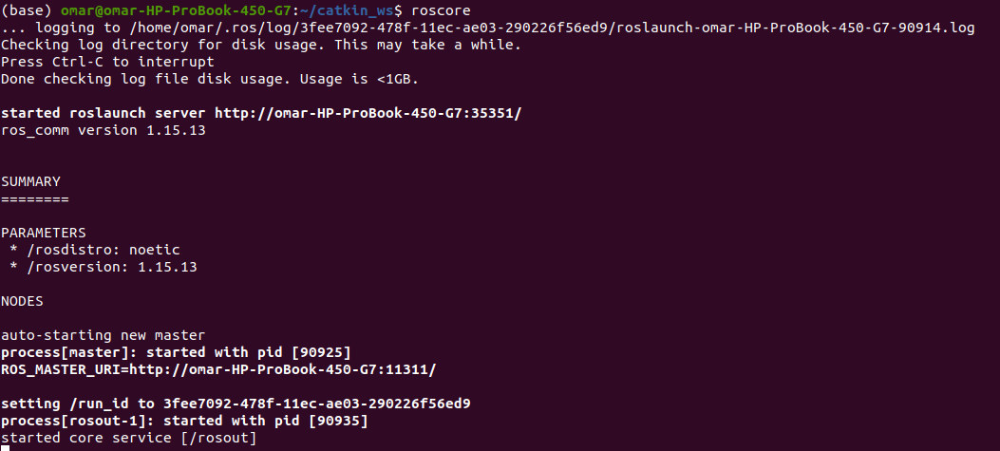 (base) omar@omar-HP-ProBook-450-G7:~/catkin_ws$ roscore
... logging to /home/omar/.ros/log/3fee7092-478f-11ec-ae03-290226f56ed9/roslaunch-omar-HP-ProBook-450-G7-90914.log
Checking log directory for disk usage. This may take a while.
Press Ctrl-C to interrupt
Done checking log file disk usage. Usage is <1GB.
started roslaunch server http://omar-HP-ProBook-450-G7:35351/
ros_comm version 1.15.13
SUMMARY
========
PARAMETERS
 * /rosdistro: noetic
 * /rosversion: 1.15.13
NODES
auto-starting new master
process[master]: started with pid [90925]
ROS_MASTER_URI=http://omar-HP-ProBook-450-G7:11311/
setting /run_id to 3fee7092-478f-11ec-ae03-290226f56ed9
process[rosout-1]: started with pid [90935]
started core service [/rosout]